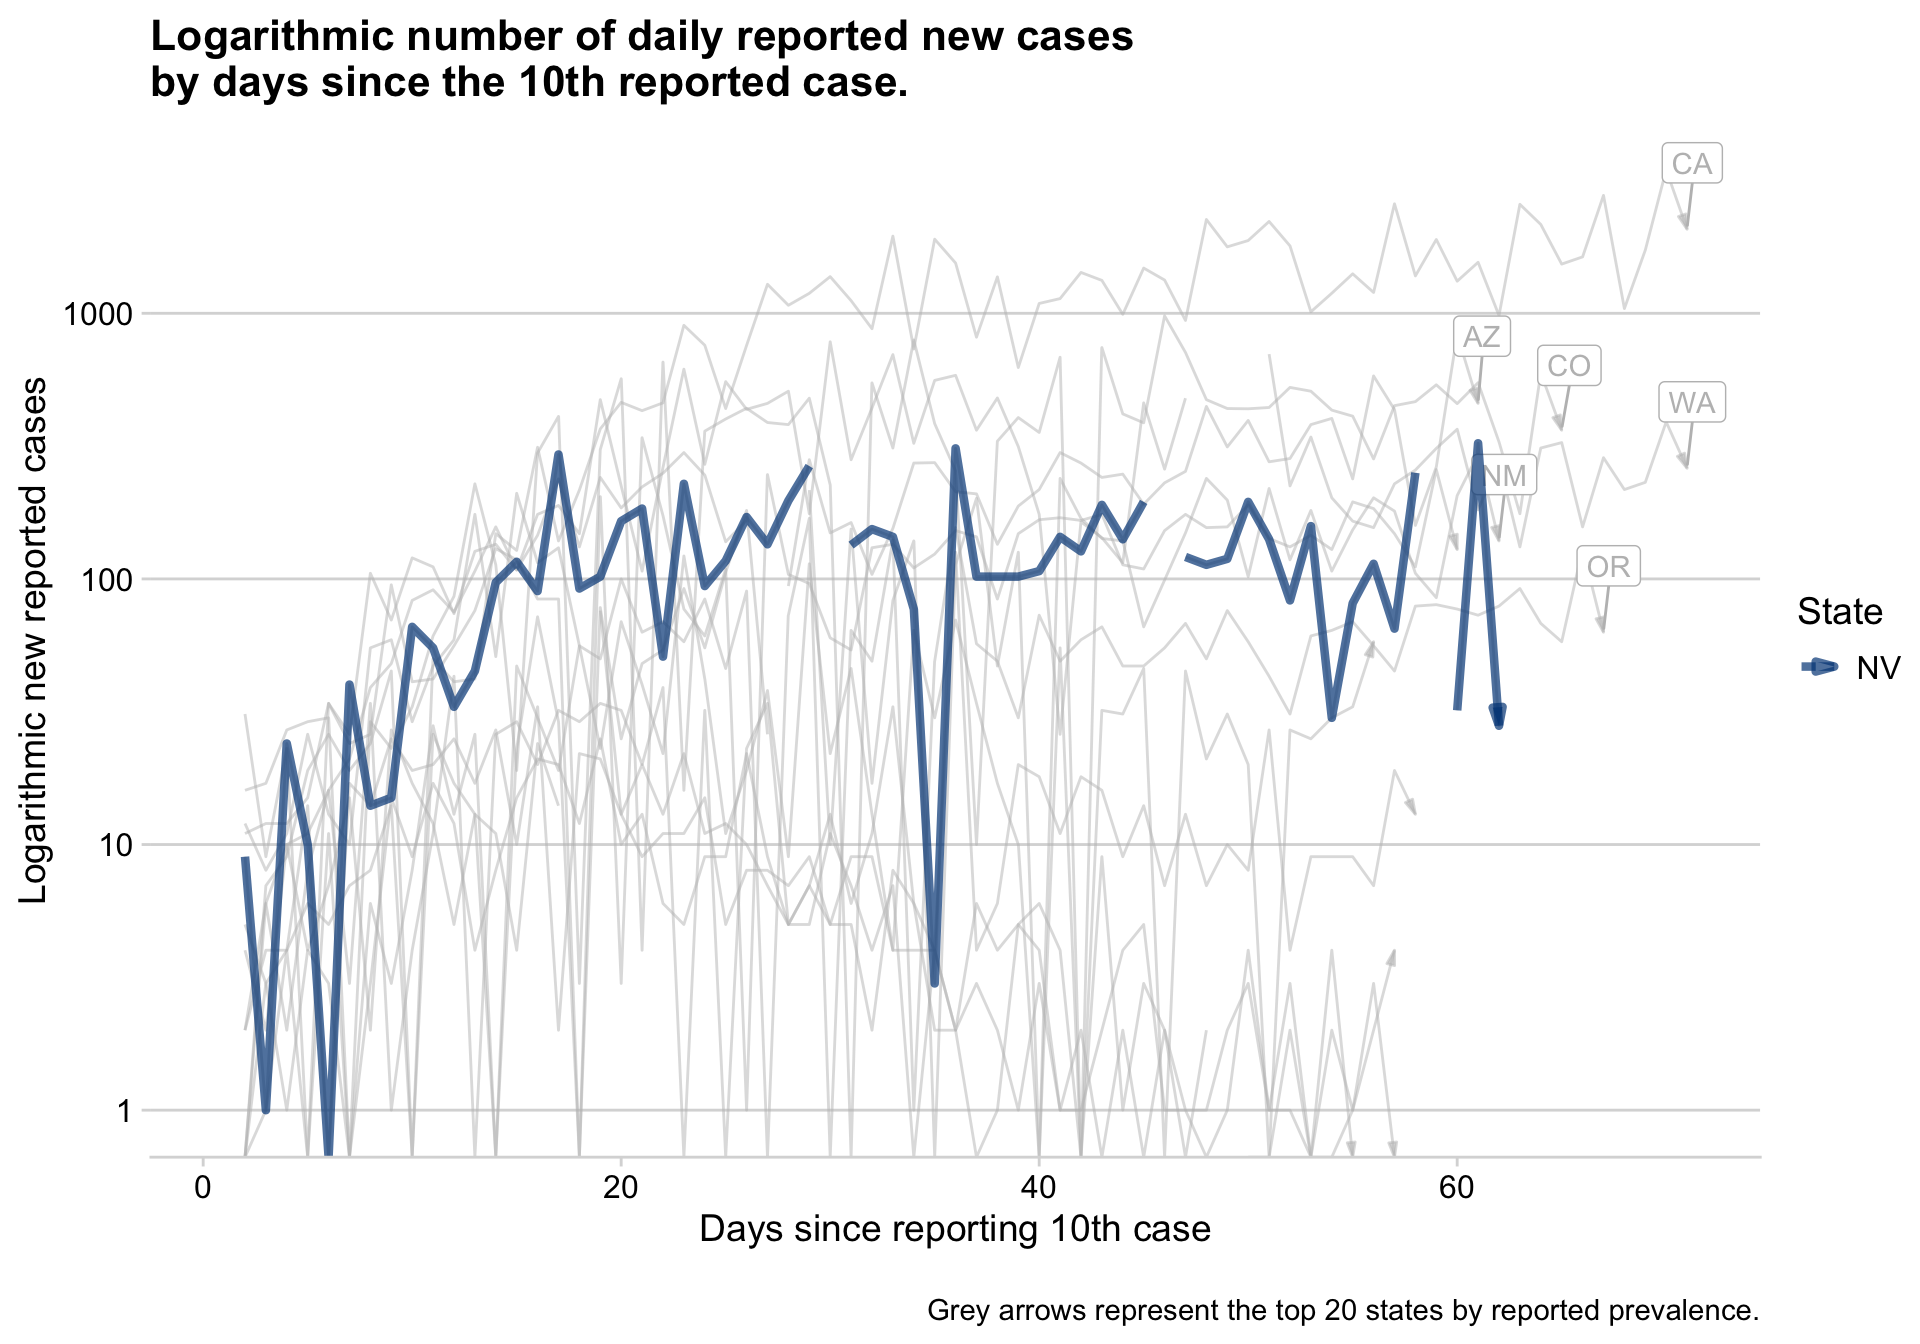 Logarithmic number of daily reported new cases
by days since the 10th reported case.
CA
AZ
CO
WA
NM
OR
1000
100
10
1
Logarithmic new reported cases
0
20
40
60
Days since reporting 10th case
State
NV
Grey arrows represent the top 20 states by reported prevalence.